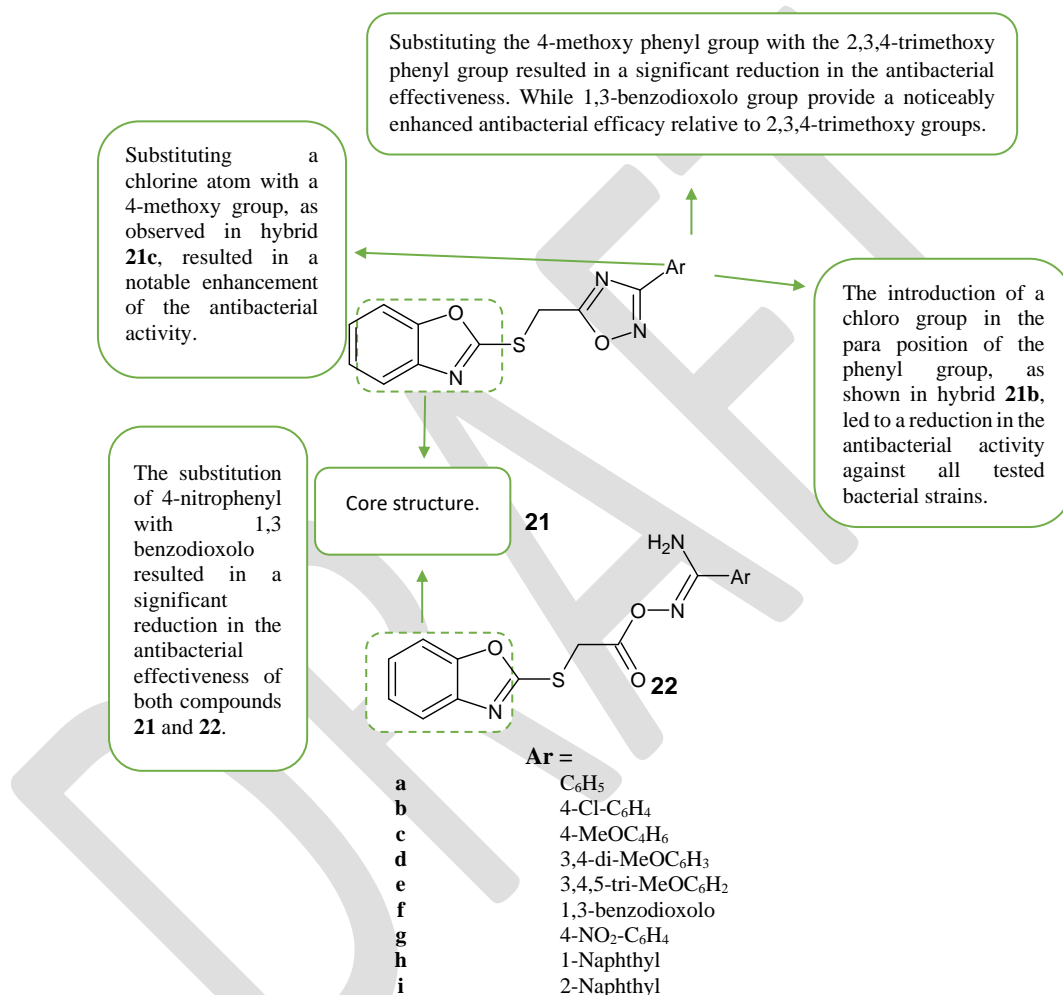 Substituting the 4-methoxy phenyl group with the 2,3,4-trimethoxy
phenyl group resulted in a significant reduction in the antibacterial
effectiveness. While 1,3-benzodioxolo group provide a noticeably
enhanced antibacterial efficacy relative to 2,3,4-trimethoxy groups.
Substituting a
chlorine atom with a
4-methoxy group, as
observed in hybrid
21c, resulted in a
notable enhancement
of the antibacterial
activity.
Ar
N
N
O
O
S
N
The introduction of a
chloro group in the
para position of the
phenyl group, as
shown in hybrid 21b,
led to a reduction in the
antibacterial activity
against all tested
bacterial strains.
The substitution
of 4-nitrophenyl
with 1,3
benzodioxolo
resulted in a
significant
reduction in the
antibacterial
effectiveness of
both compounds
21 and 22.
Core structure.
21
H2N
Ar
O
N
O
S
O
N
22
Ar =
a C6H5
b 4-Cl-C6H4
c 4-MeOC4H6
d 3,4-di-MeOC6H3
e 3,4,5-tri-MeOC6H2
f 1,3-benzodioxolo
g 4-NO2-C6H4
h 1-Naphthyl
i 2-Naphthyl
DRAFT